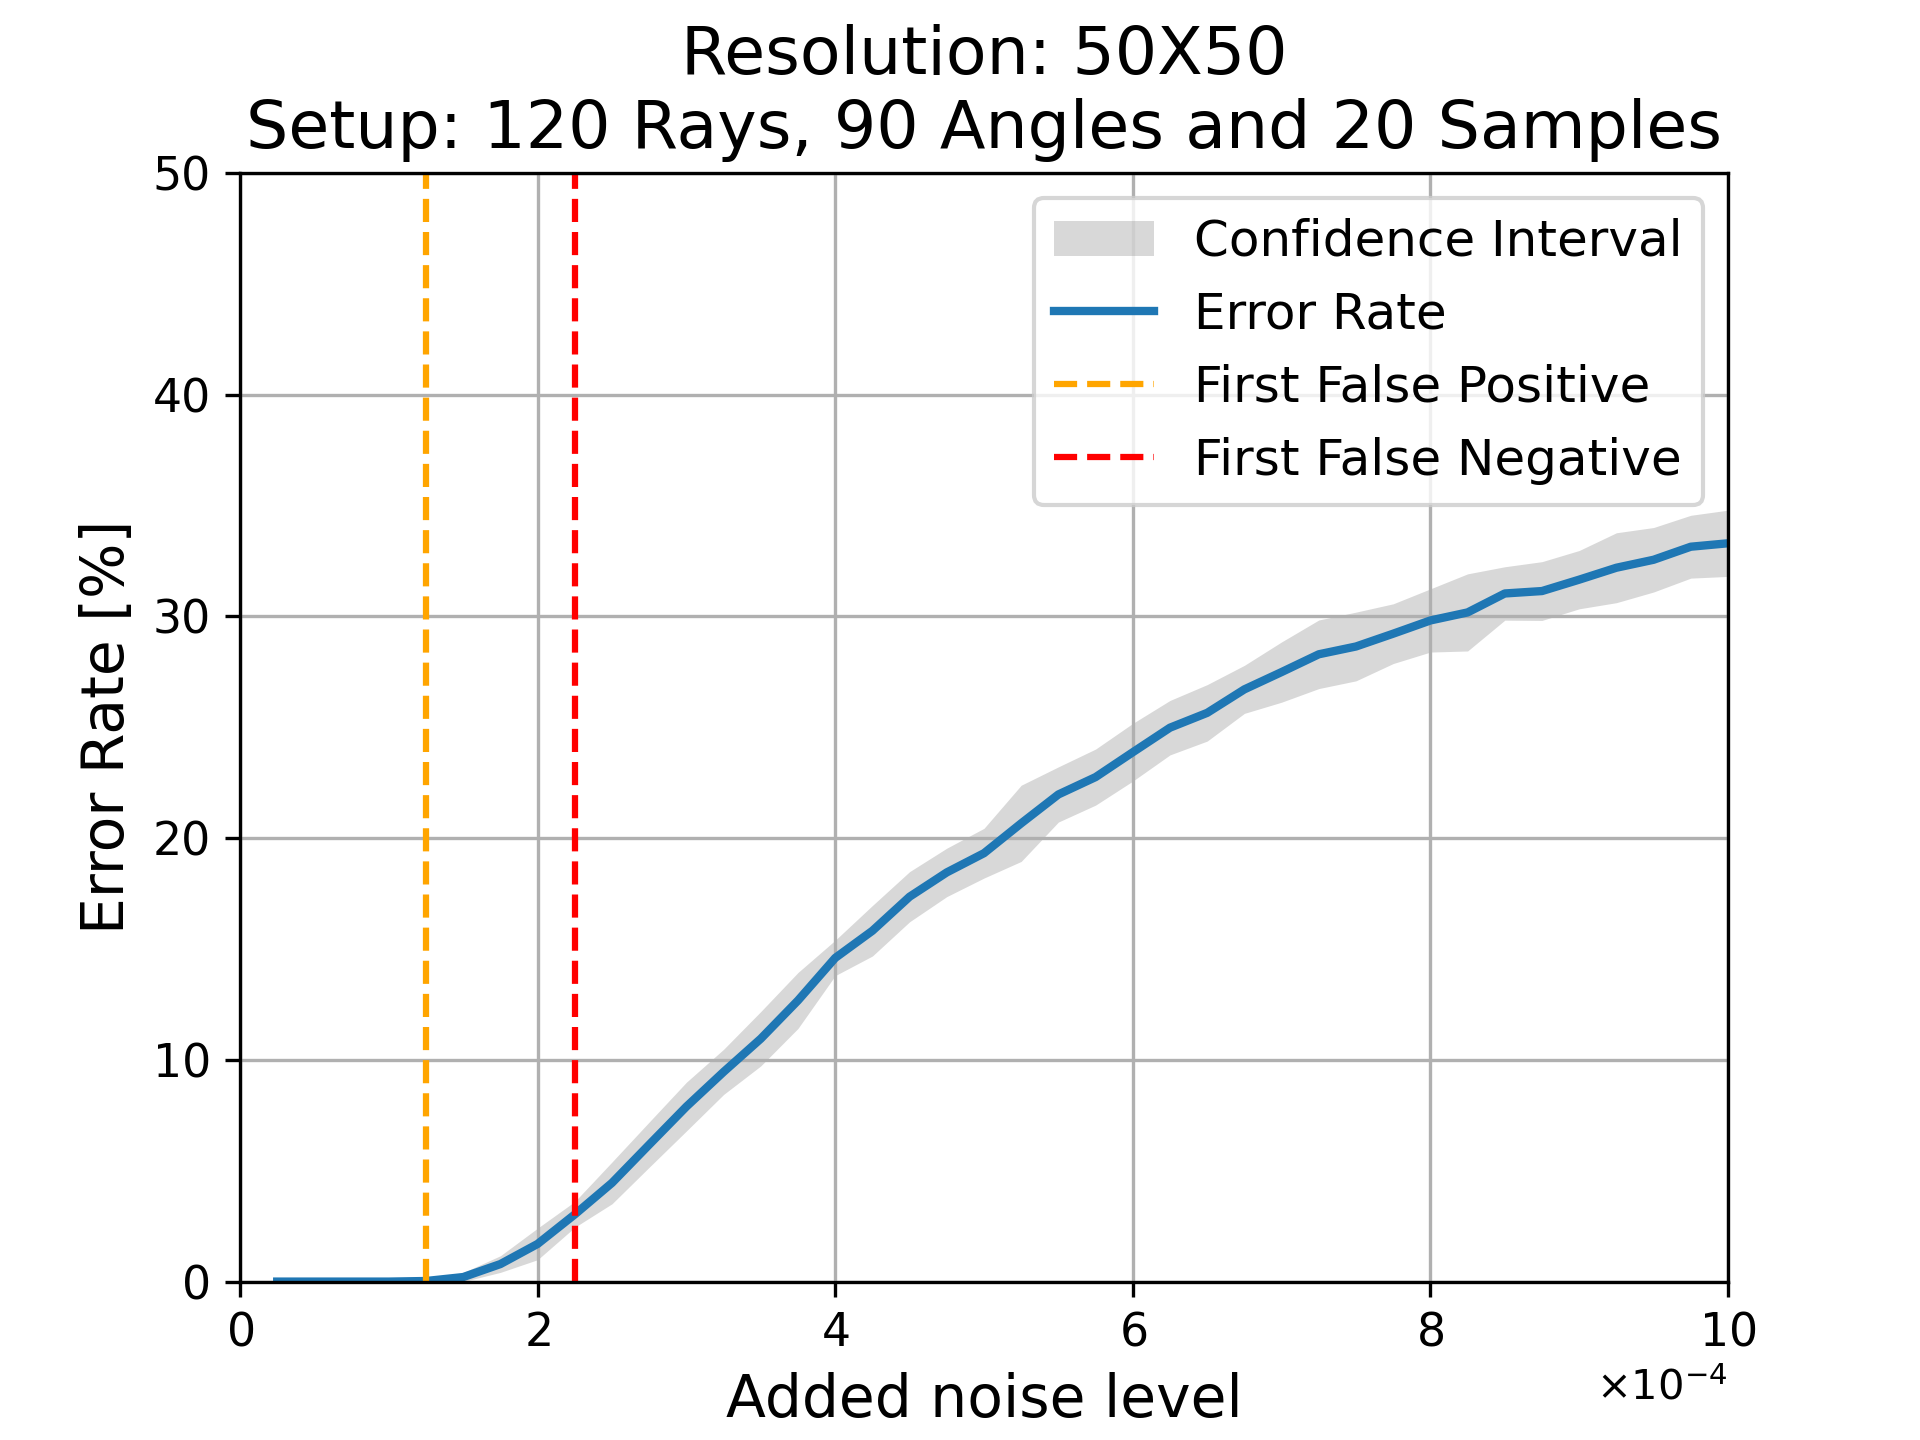 Resolution: 50X50
Setup: 120 Rays, 90 Angles and 20 Samples
Confidence Interval
Error Rate
First False Positive
First False Negative
Error Rate [%]
50
40
30
20
10
0
0 2 4 6 8 10
×10⁻⁴
Added noise level